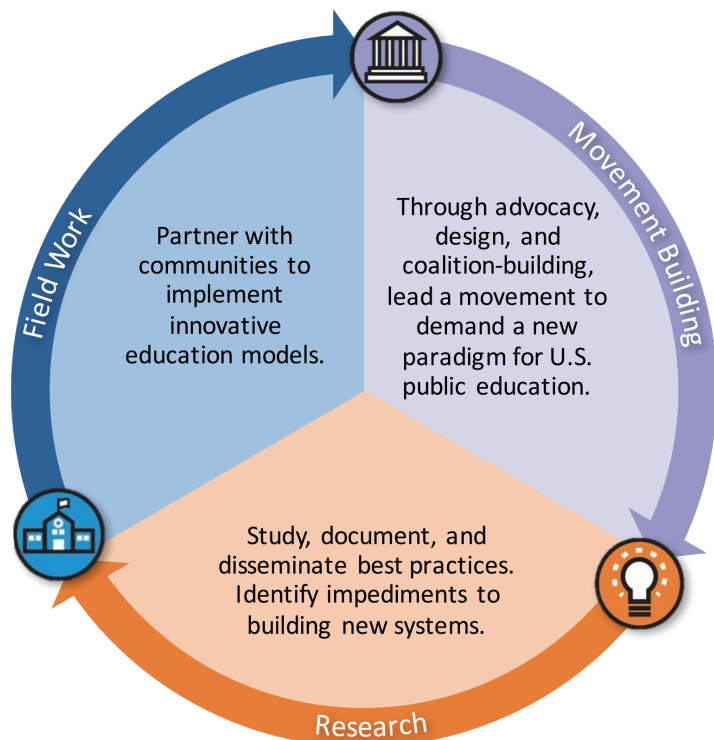 Field Work
Partner with
communities to
implement
innovative
education models.
Movement Building
Through advocacy,
design, and
coalition-building,
lead a movement to
demand a new
paradigm for U.S.
public education.
Study, document, and
disseminate best practices.
Identify impediments to
building new systems.
Research